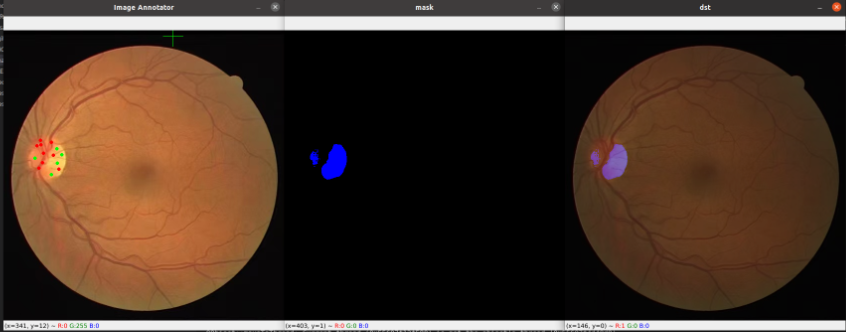 Image Annotator
mask
dst
(x=341, y=12) ~ R:0 G:255 B:0
(x=403, y=1) ~ R:0 G:0 B:0
(x=146, y=0) ~ R:1 G:0 B:0